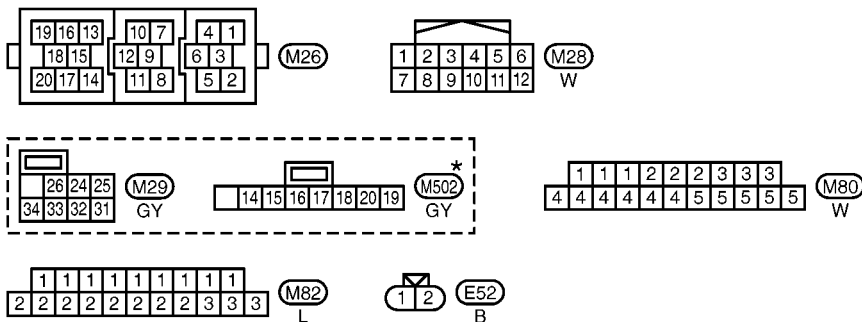 19 16 13 10 7 4 1
18 15 12 9 6 3 M26
20 17 14 11 8 5 2
1 2 3 4 5 6 M28
7 8 9 10 11 12 W
26 24 25 M29
34 33 32 31 GY
*
14 15 16 17 18 20 19 M502
GY
1 1 1 2 2 2 3 3 3 M80
4 4 4 4 4 4 4 5 5 5 5 5 5
W
1 1 1 1 1 1 1 1 1 M82
2 2 2 2 2 2 2 2 3 3 3
L
1 2 E52
B